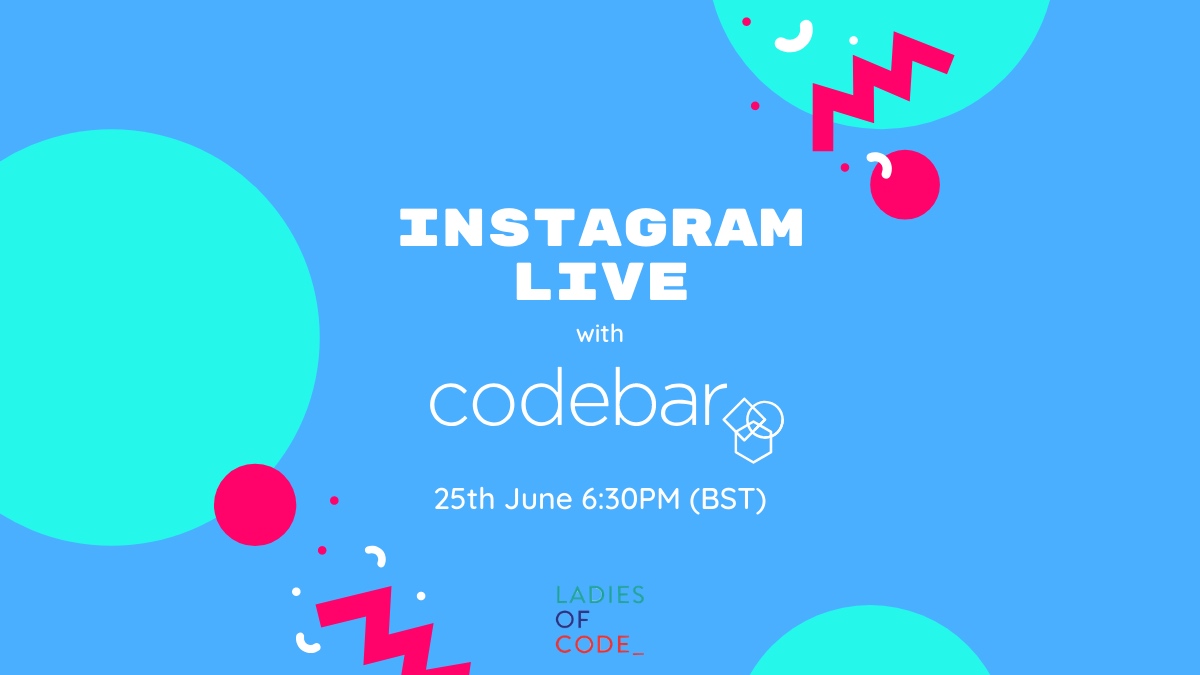 INSTAGRAM
LIVE
with
codebar
25th June 6:30PM (BST)
LADIES
OF
CODE_